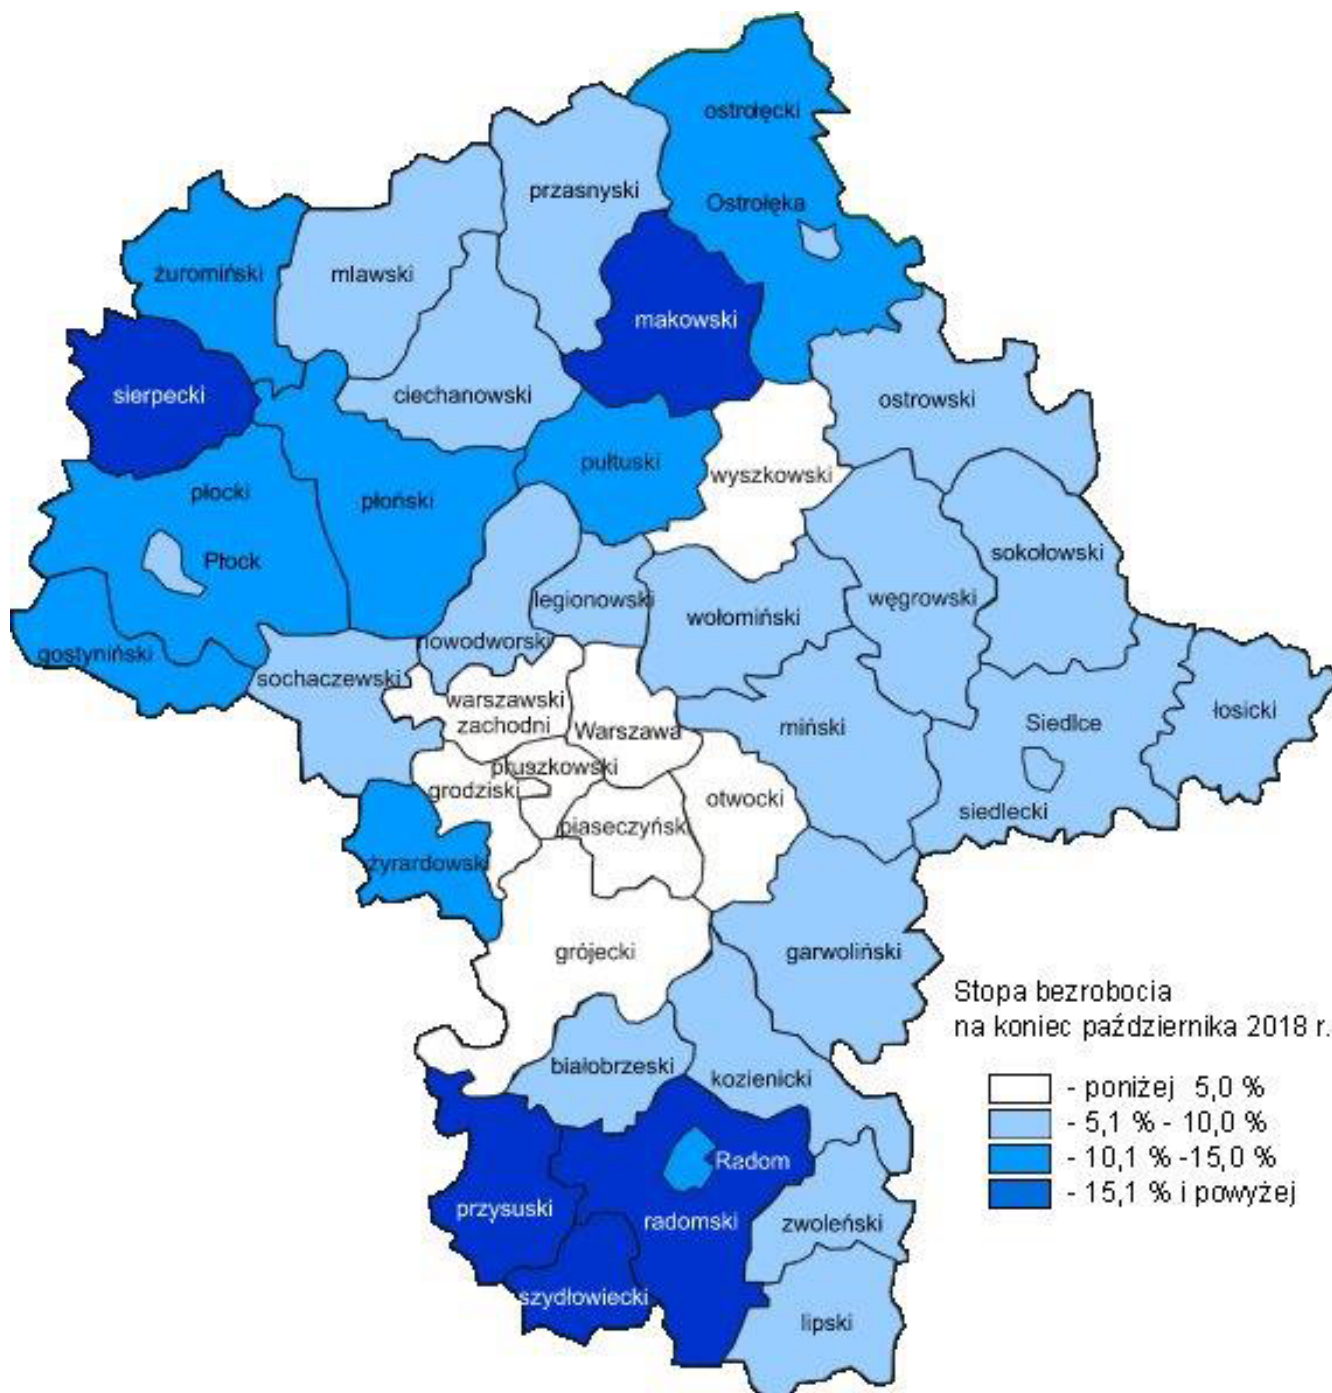 ostrołęcki
przasnyski
Ostrołęka
żuromiński
mlawski
makowski
sierpecki
ciechanowski
ostrowski
pułtuski
wyszkowski
płocki
płoński
sokołowski
Płock
legionowski
węgrowski
wołomiński
nowodworski
gostyniński
sochaczewski
warszawski
zachodni
Warszawa
miński
Siedlce
łosicki
pruszkowski
grodziski
otwocki
siedlecki
piaseczyński
żyrardowski
grójecki
garwoliński
Stopa bezrobocia
na koniec października 2018 r.
białobrzeski
kozienicki
- poniżej 5,0 %
- 5,1 % - 10,0 %
- 10,1 % -15,0 %
- 15,1 % i powyżej
Radom
przysuski
radomski
zwoleński
szydłowiecki
lipski